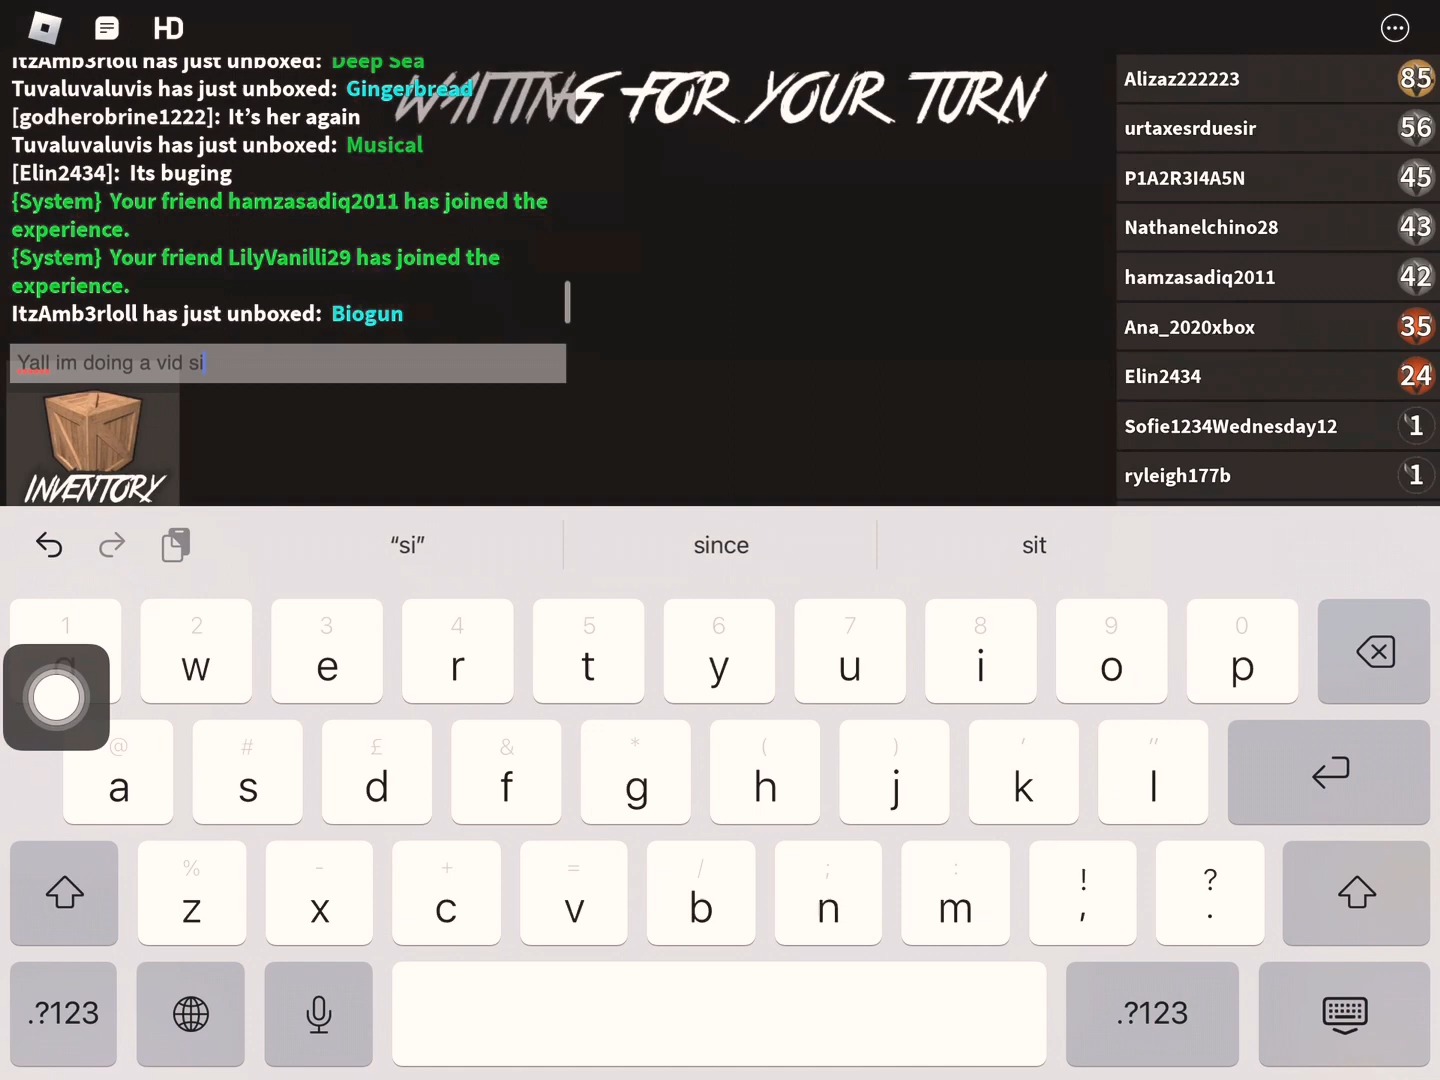 HD
ItzAmb3rloll has just unboxed: Deep Sea
Tuvaluvaluvis has just unboxed: Gingerbread
[godherobrine1222]: It's her again
Tuvaluvaluvis has just unboxed: Musical
[Elin2434]: Its buging
{System} Your friend hamzasadiq2011 has joined the
experience.
{System} Your friend LilyVanilli29 has joined the
experience.
ItzAmb3rloll has just unboxed: Biogun
Yall im doing a vid si
INVENTORY
WAITING FOR YOUR TURN
Alizaz222223 85
urtaxesrduesir 56
P1A2R3I4A5N 45
Nathanelchino28 43
hamzasadiq2011 42
Ana_2020xbox 35
Elin2434 24
Sofie1234Wednesday12 1
ryleigh177b 1
“si” since sit
1 2 3 4 5 6 7 8 9 0
q w e r t y u i o p
@ # £ & * ( ) ' "
a s d f g h j k l
% - + = / ; : ! ?
z x c v b n m , .
.?123 .?123